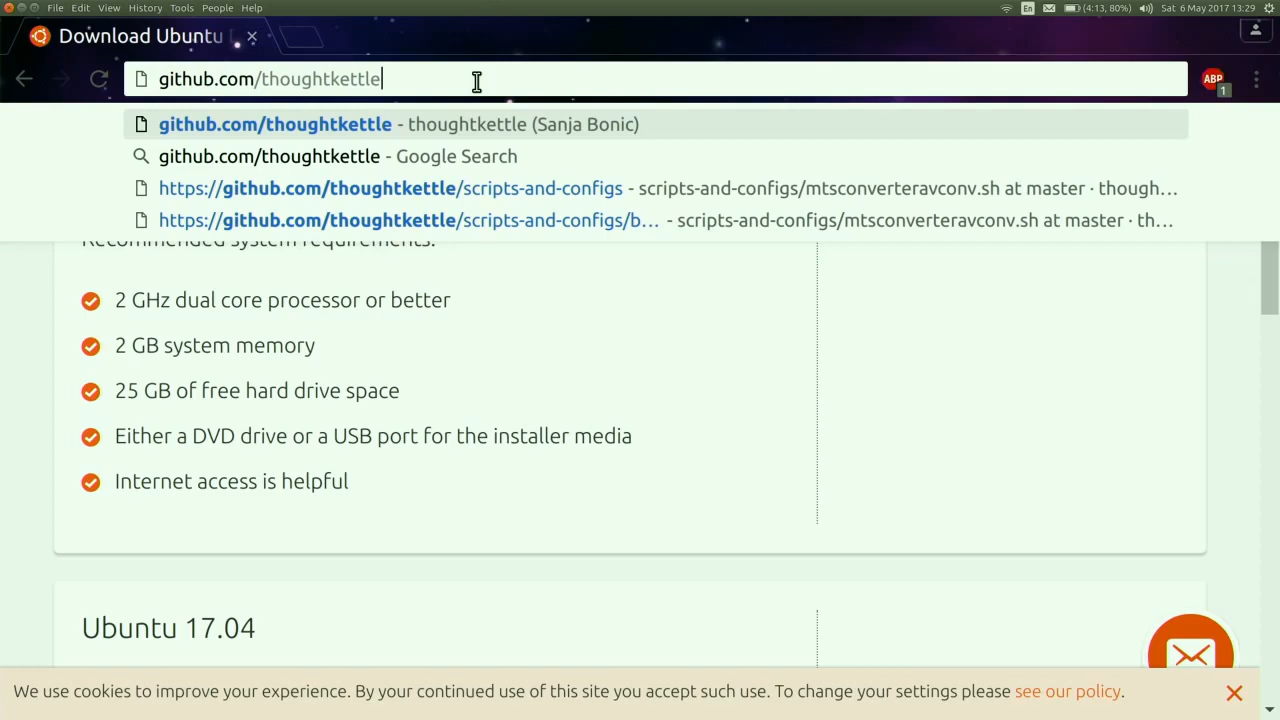 File Edit View History Tools People Help
En (4:13, 80%) Sat 6 May 2017 13:29
Download Ubuntu
github.com/thoughtkettle
ABP
1
github.com/thoughtkettle - thoughtkettle (Sanja Bonic)
github.com/thoughtkettle - Google Search
https://github.com/thoughtkettle/scripts-and-configs - scripts-and-configs/mtsconverteravconv.sh at master · though…
https://github.com/thoughtkettle/scripts-and-configs/b… - scripts-and-configs/mtsconverteravconv.sh at master · th…
Recommended system requirements:
2 GHz dual core processor or better
2 GB system memory
25 GB of free hard drive space
Either a DVD drive or a USB port for the installer media
Internet access is helpful
Ubuntu 17.04
We use cookies to improve your experience. By your continued use of this site you accept such use. To change your settings please see our policy.